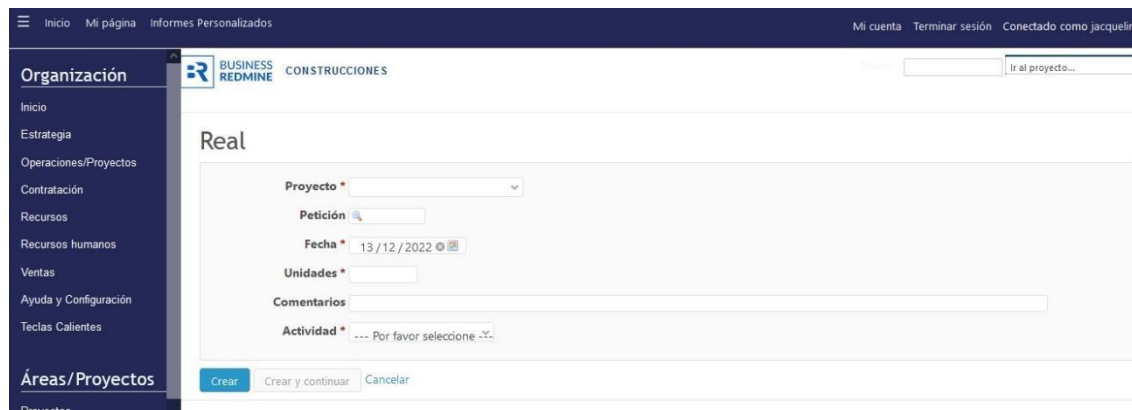 Inicio Mi página Informes Personalizados
Mi cuenta Terminar sesión Conectado como jacquelin
Organización
Inicio
Estrategia
Operaciones/Proyectos
Contratación
Recursos
Recursos humanos
Ventas
Ayuda y Configuración
Teclas Calientes
Áreas/Proyectos
BUSINESS
REDMINE
CONSTRUCCIONES
Ir al proyecto...
Real
Proyecto *
Petición
Fecha * 13/12/2022
Unidades *
Comentarios
Actividad * --- Por favor seleccione ---
Crear Crear y continuar Cancelar